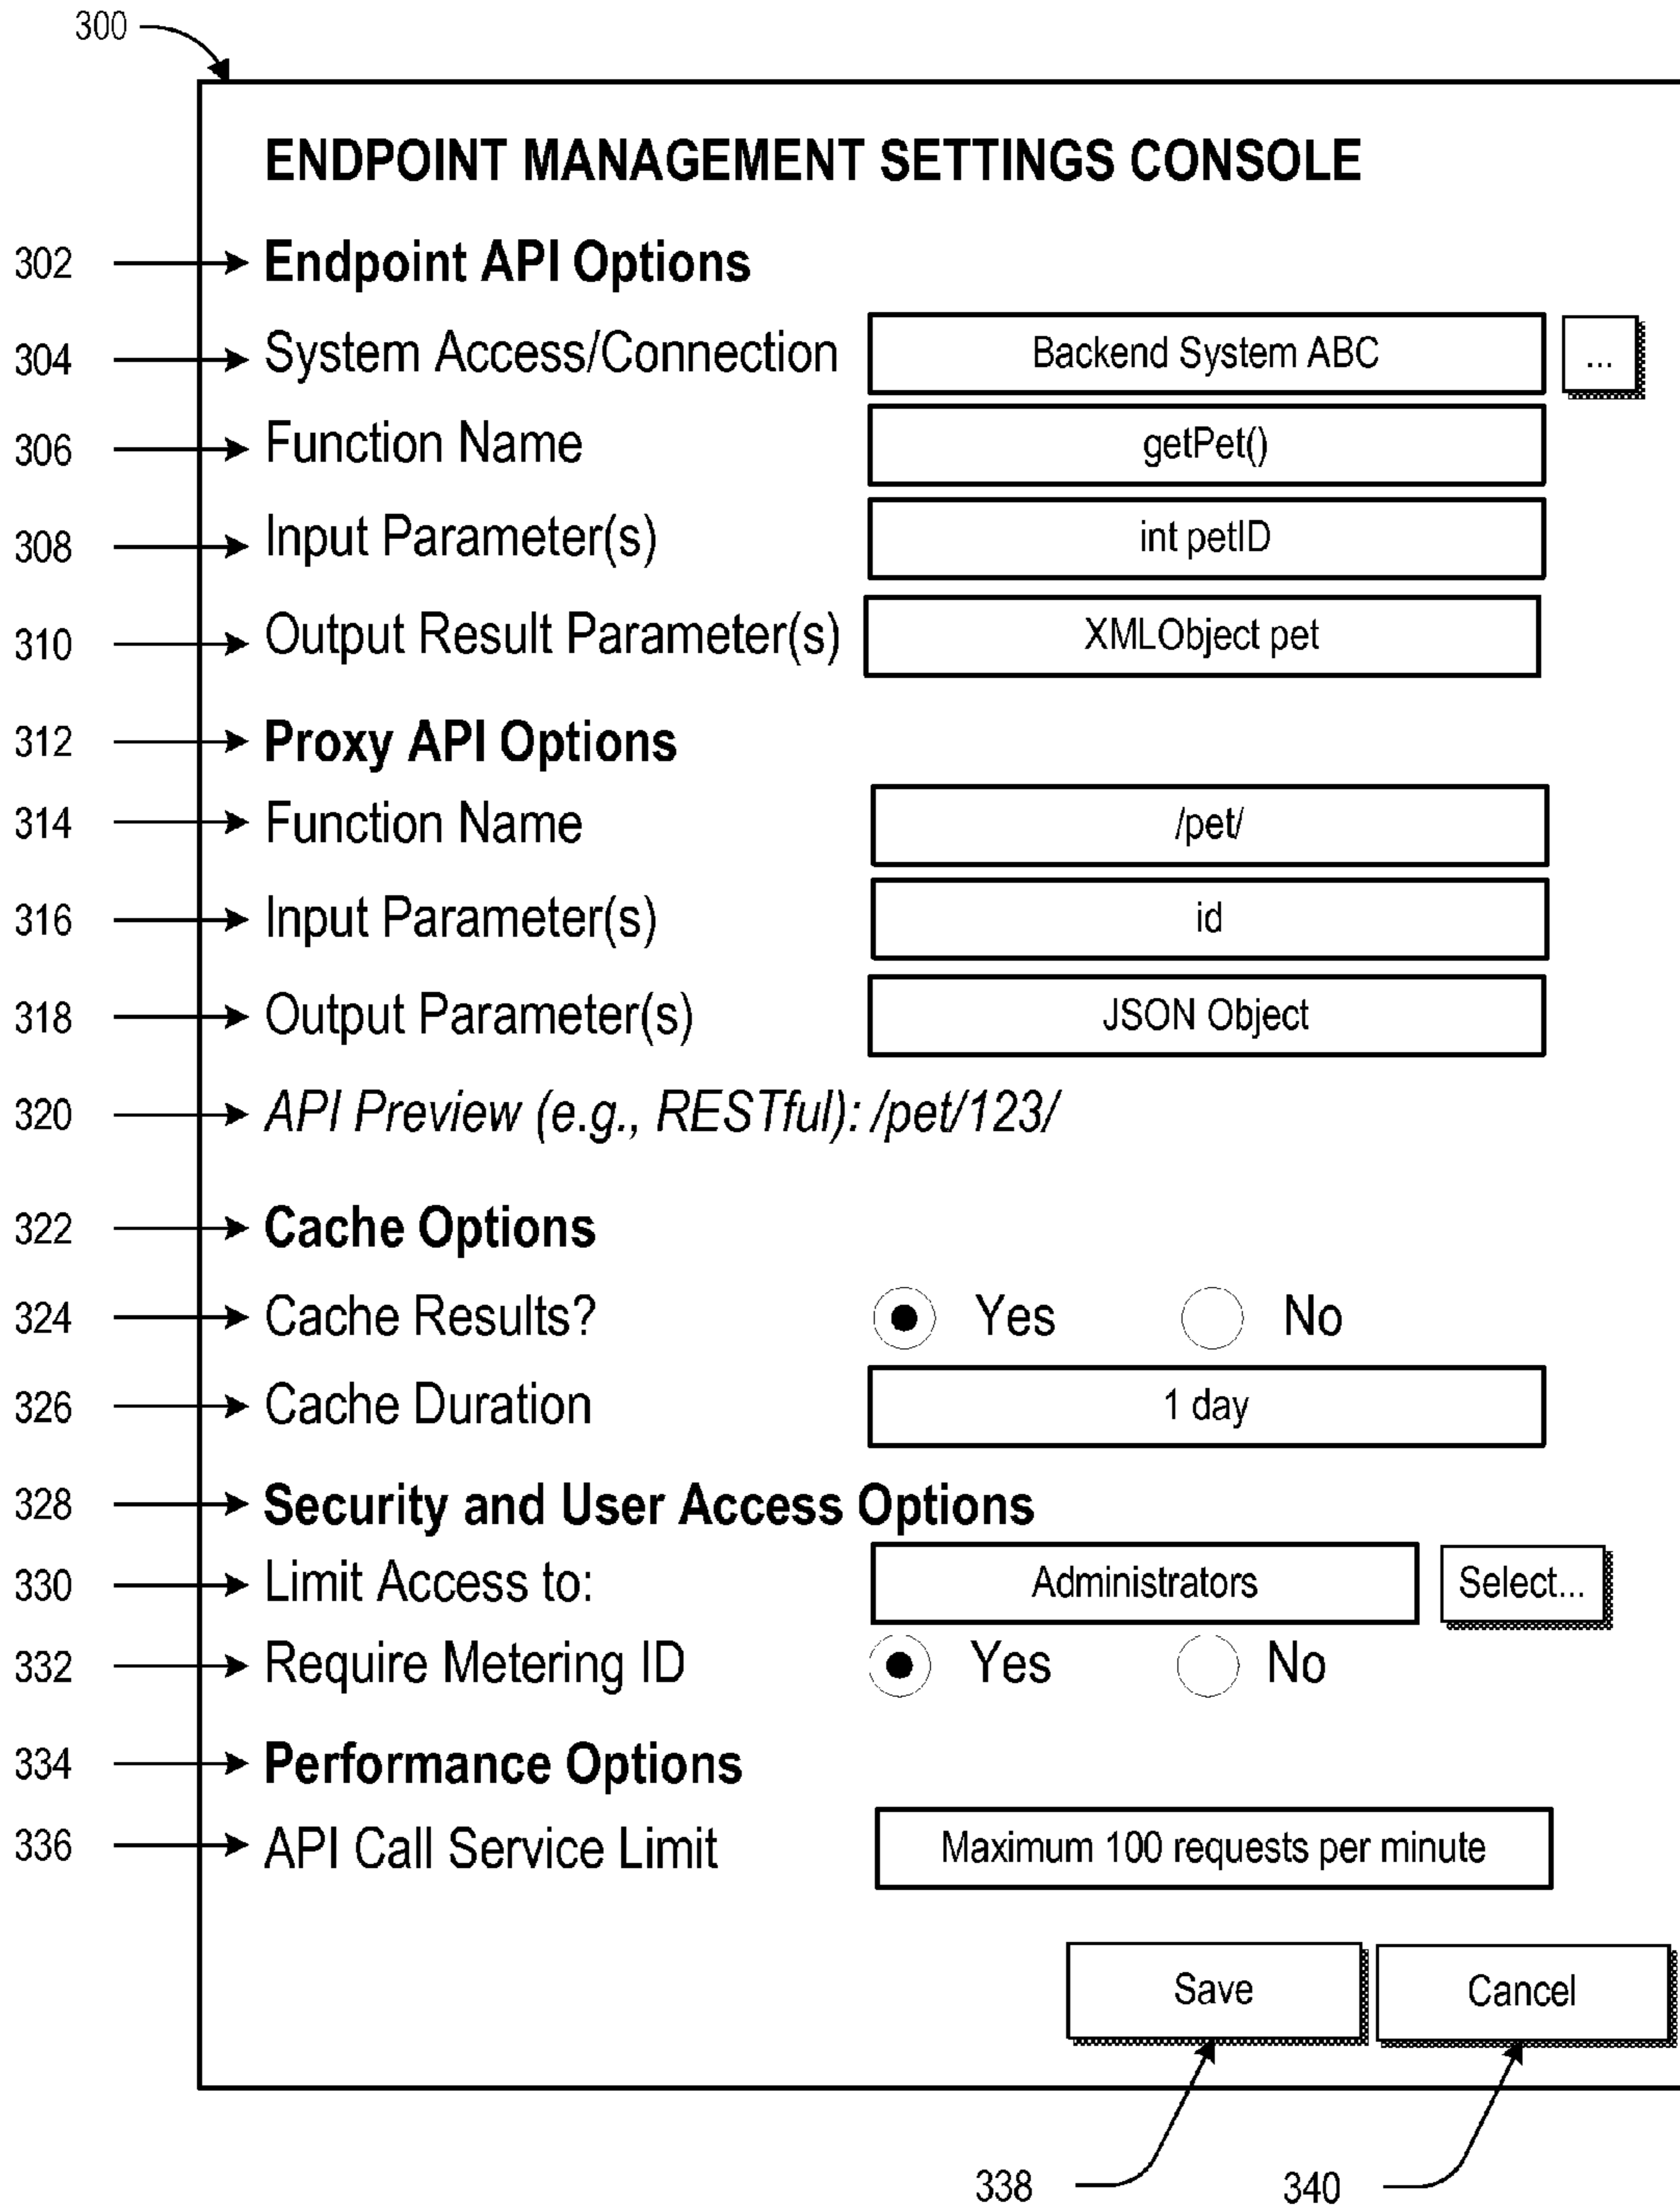 300
ENDPOINT MANAGEMENT SETTINGS CONSOLE
302 Endpoint API Options
304 System Access/Connection Backend System ABC ...
306 Function Name getPet()
308 Input Parameter(s) int petID
310 Output Result Parameter(s) XMLObject pet
312 Proxy API Options
314 Function Name /pet/
316 Input Parameter(s) id
318 Output Parameter(s) JSON Object
320 API Preview (e.g., RESTful): /pet/123/
322 Cache Options
324 Cache Results? Yes No
326 Cache Duration 1 day
328 Security and User Access Options
330 Limit Access to: Administrators Select...
332 Require Metering ID Yes No
334 Performance Options
336 API Call Service Limit Maximum 100 requests per minute
Save Cancel
338 340